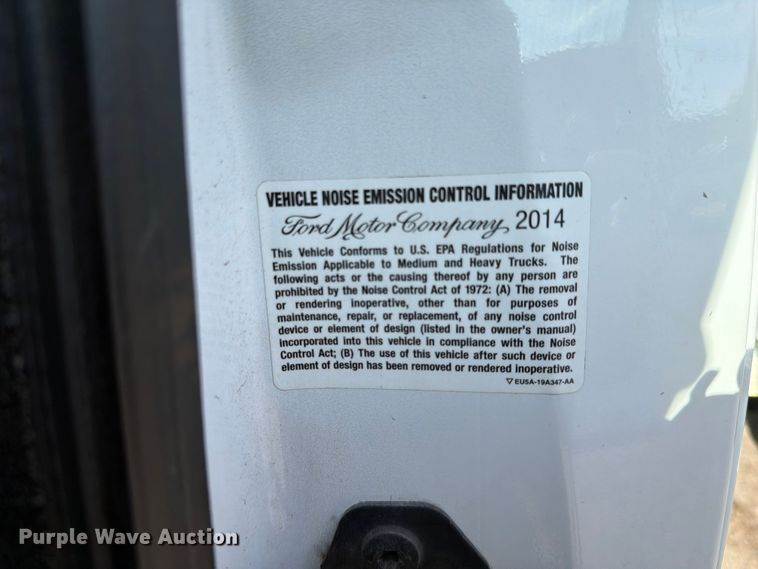 VEHICLE NOISE EMISSION CONTROL INFORMATION
Ford Motor Company, 2014
This Vehicle Conforms to U.S. EPA Regulations for Noise
Emission Applicable to Medium and Heavy Trucks. The
following acts or the causing thereof by any person are
prohibited by the Noise Control Act of 1972: (A) The removal
or rendering inoperative, other than for purposes of
maintenance, repair, or replacement, of any noise control
device or element of design (listed in the owner's manual)
incorporated into this vehicle in compliance with the Noise
Control Act; (B) The use of this vehicle after such device or
element of design has been removed or rendered inoperative.
▽ EU5A-19A347-AA
Purple Wave Auction®